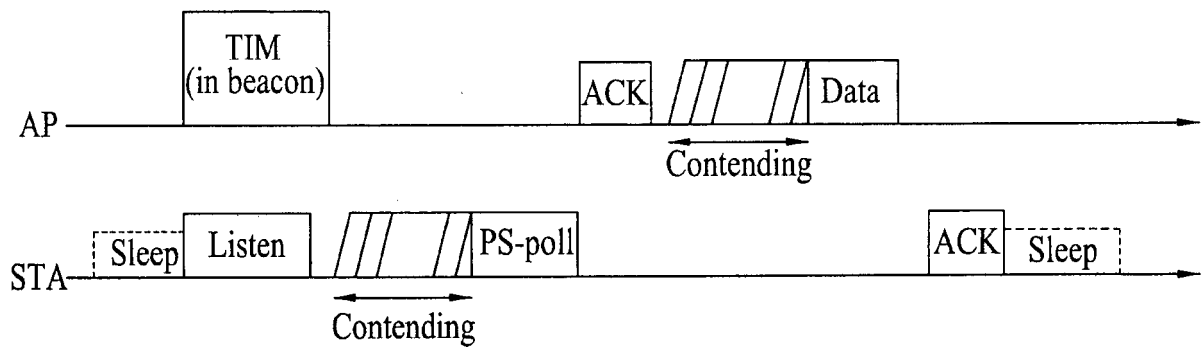 TIM
(in beacon)
ACK
Data
AP
Contending
Sleep
Listen
PS-poll
ACK
Sleep
STA
Contending